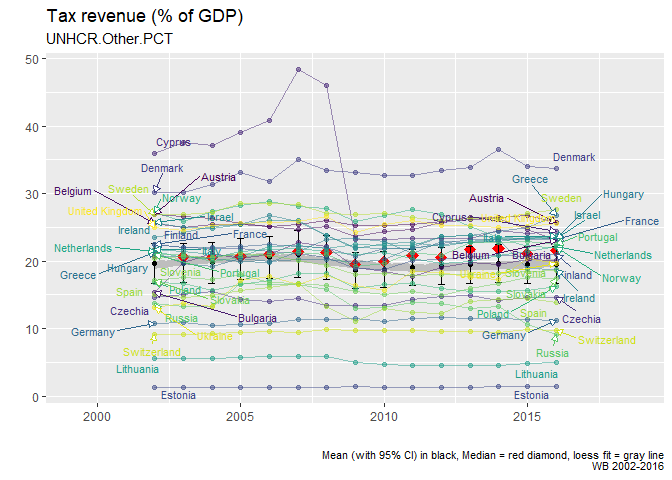 Tax revenue (% of GDP)
UNHCR.Other.PCT
50
40
30
20
10
0
Cyprus
Denmark
Austria
Belgium
Sweden
Norway
United Kingdom
Israel
Ireland
France
Finland
Netherlands
Hungary
Greece
Slovenia
Portugal
Poland
Spain
Slovakia
Czechia
Russia
Bulgaria
Germany
Ukraine
Switzerland
Lithuania
Estonia
Denmark
Greece
Sweden
Hungary
Austria
Israel
Cyprus
France
Portugal
Belgium
Bulgaria
Netherlands
Ukraine
Slovenia
Finland
Norway
Slovakia
Ireland
Spain
Poland
Czechia
Germany
Switzerland
Russia
Lithuania
Estonia
2000
2005
2010
2015
Mean (with 95% CI) in black, Median = red diamond, loess fit = gray line
WB 2002-2016